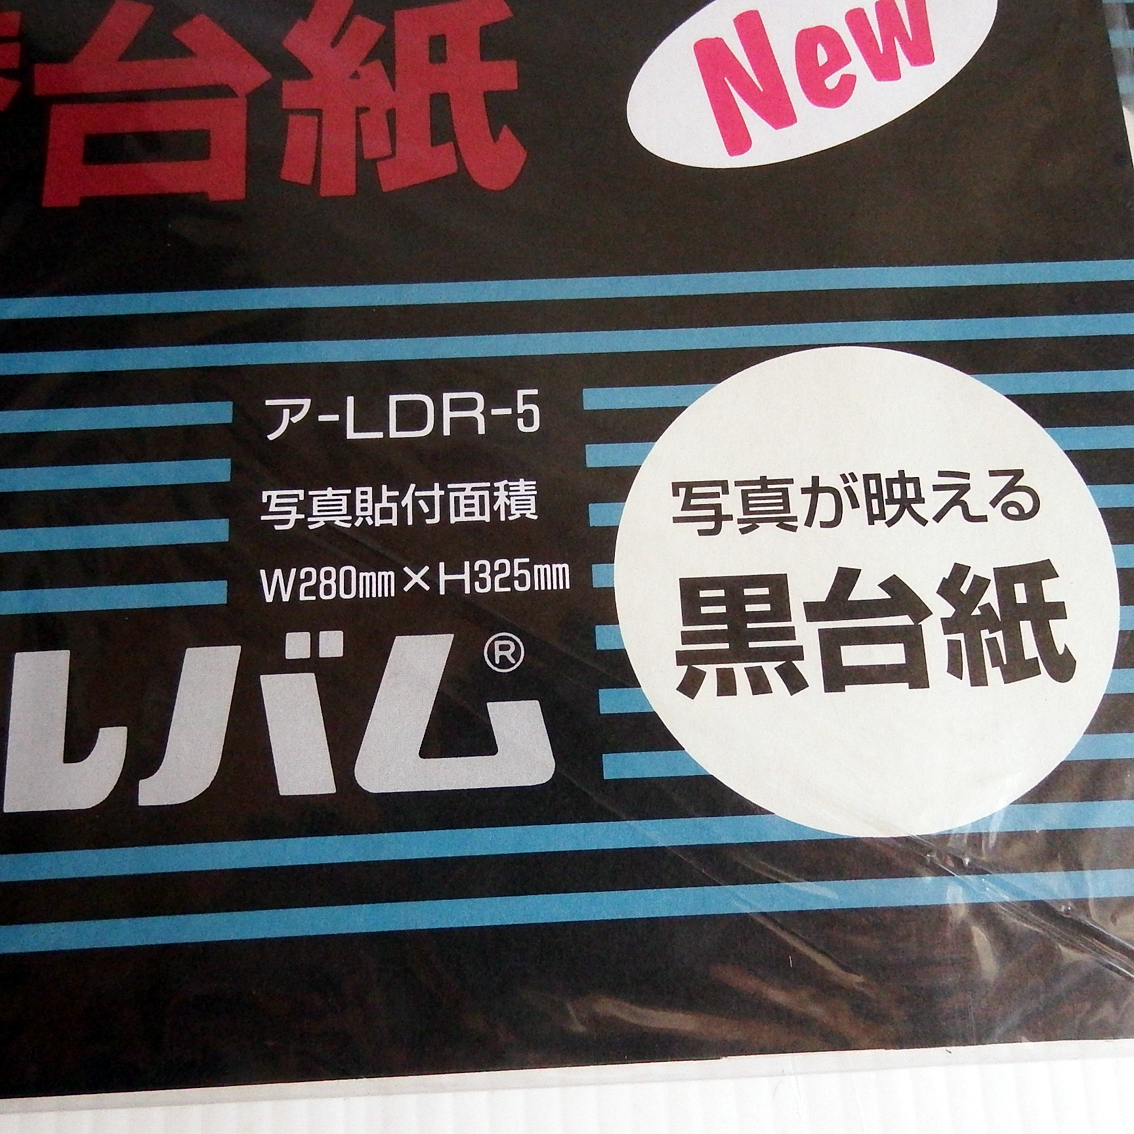 台紙
New
ア-LDR-5
写真貼付面積
W280mm×H325mm
ルバム®
写真が映える
黒台紙